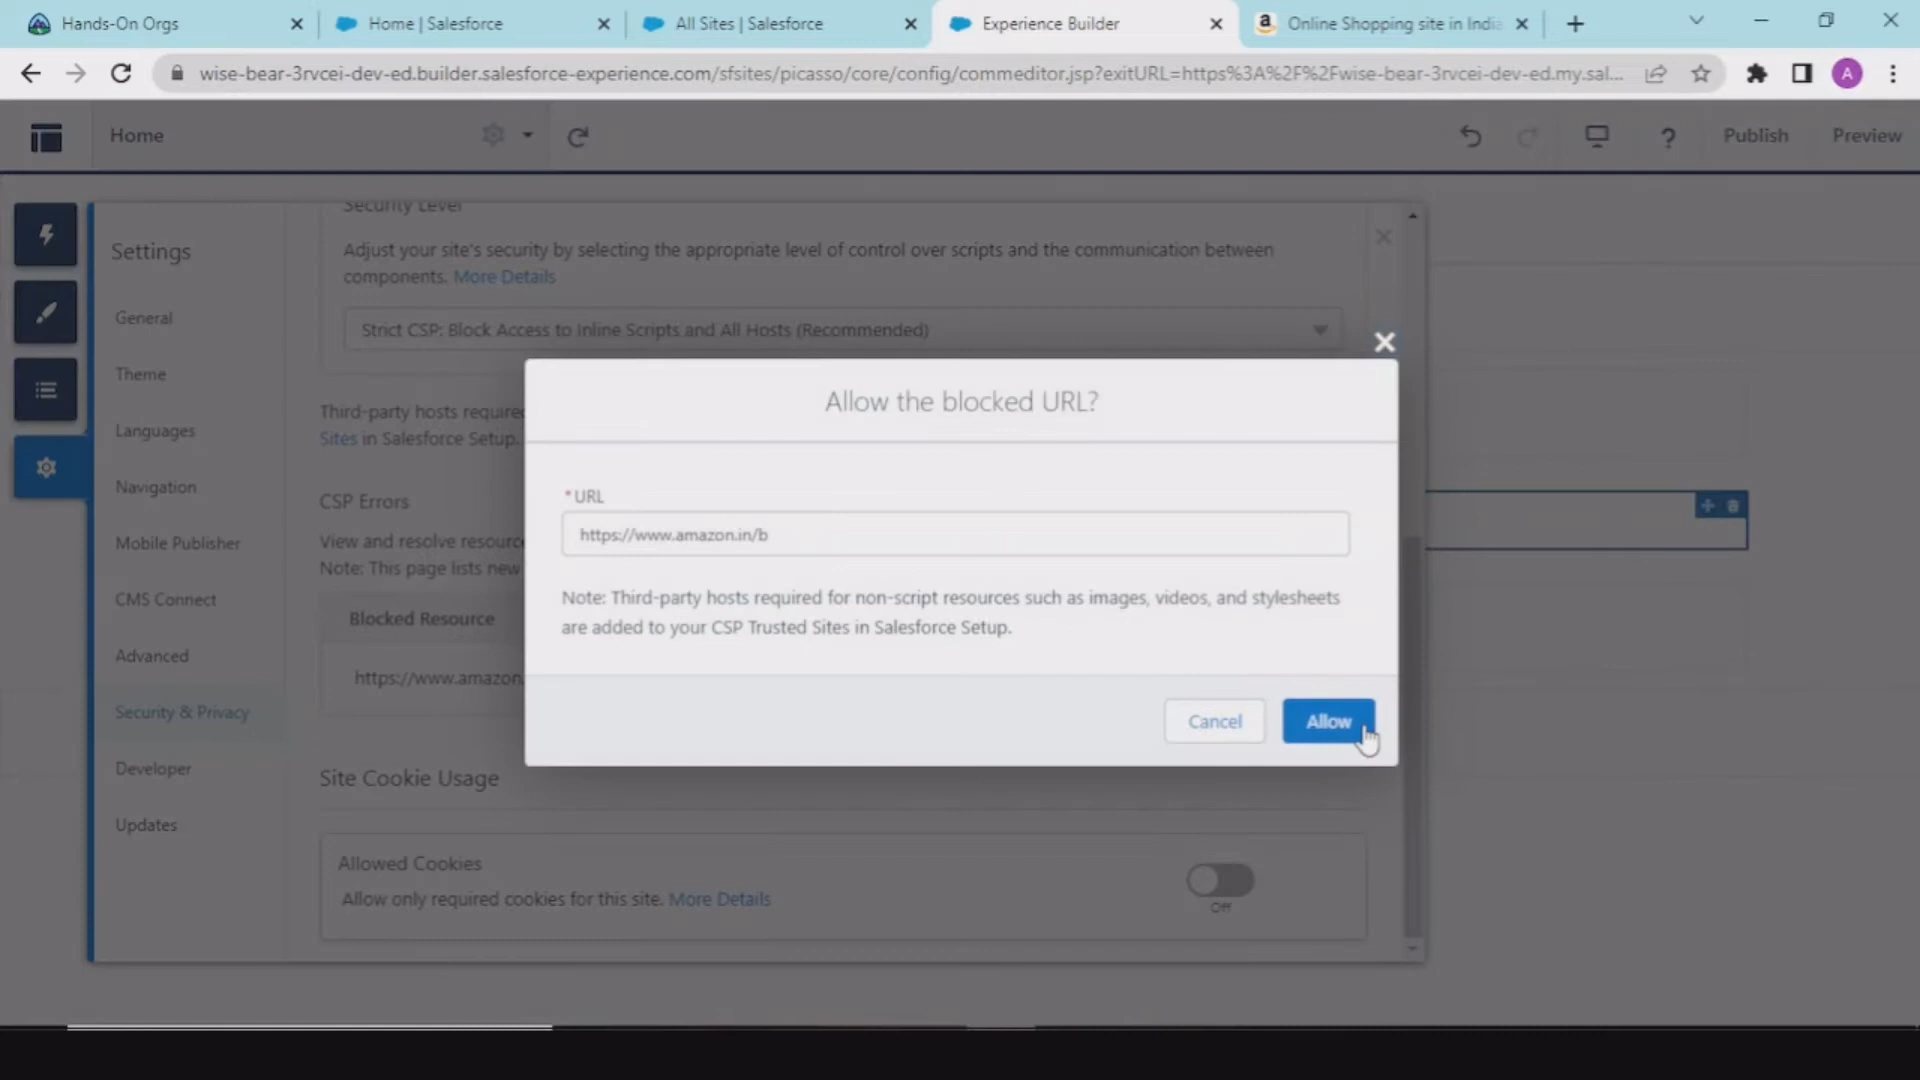 Hands-On Orgs
Home | Salesforce
All Sites | Salesforce
Experience Builder
Online Shopping site in India
wise-bear-3rvcei-dev-ed.builder.salesforce-experience.com/sfsites/picasso/core/config/commeditor.jsp?exitURL=https%3A%2F%2Fwise-bear-3rvcei-dev-ed.my.sal...
A
Home
?
Publish
Preview
Settings
General
Theme
Languages
Navigation
Mobile Publisher
CMS Connect
Advanced
Security & Privacy
Developer
Updates
Security Level
Adjust your site's security by selecting the appropriate level of control over scripts and the communication between
components. More Details
Strict CSP: Block Access to Inline Scripts and All Hosts (Recommended)
Third-party hosts required
Sites in Salesforce Setup.
CSP Errors
View and resolve resource
Note: This page lists new
Blocked Resource
https://www.amazon.
Allow the blocked URL?
* URL
https://www.amazon.in/b
Note: Third-party hosts required for non-script resources such as images, videos, and stylesheets
are added to your CSP Trusted Sites in Salesforce Setup.
Cancel
Allow
Site Cookie Usage
Allowed Cookies
Allow only required cookies for this site. More Details
Off